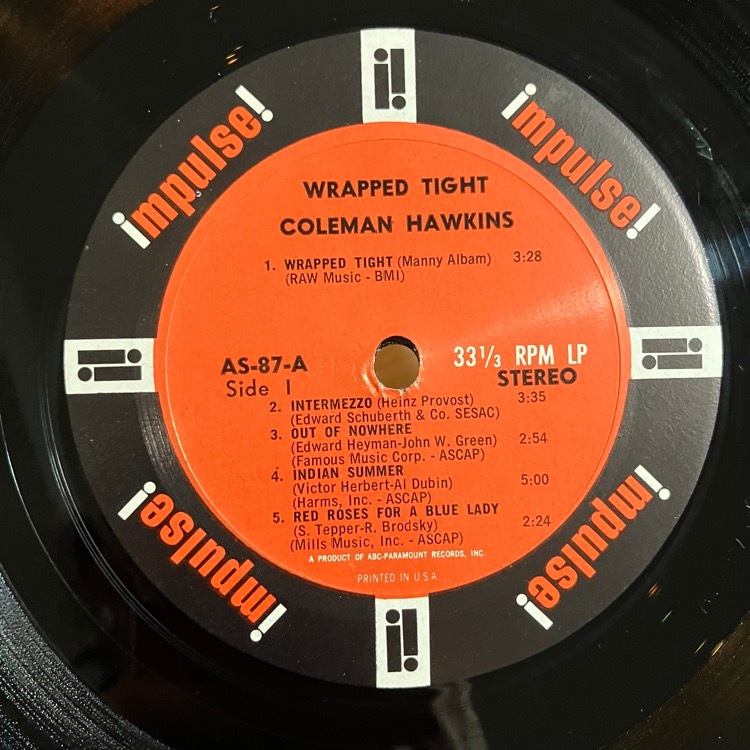 impulse!
impulse!
WRAPPED TIGHT
COLEMAN HAWKINS
1. WRAPPED TIGHT (Manny Albam) 3:28
(RAW Music - BMI)
AS-87-A
Side 1
33 1/3 RPM LP
STEREO
2. INTERMEZZO (Heinz Provost) 3:35
(Edward Schuberth & Co. SESAC)
3. OUT OF NOWHERE
(Edward Heyman-John W. Green) 2:54
(Famous Music Corp. - ASCAP)
4. INDIAN SUMMER
(Victor Herbert-Al Dubin) 5:00
(Harms, Inc. - ASCAP)
5. RED ROSES FOR A BLUE LADY
(S. Tepper-R. Brodsky) 2:24
(Mills Music, Inc. - ASCAP)
A PRODUCT OF ABC-PARAMOUNT RECORDS, INC.
PRINTED IN U.S.A
impulse!
impulse!